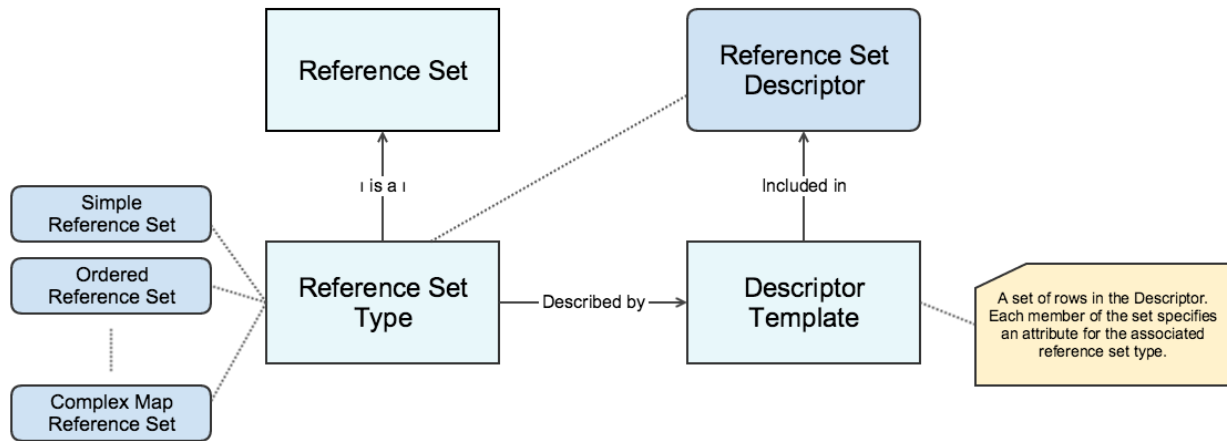 Reference Set
Reference Set
Descriptor
ı is a ı
Included in
Simple
Reference Set
Ordered
Reference Set
Complex Map
Reference Set
Reference Set
Type
Described by
Descriptor
Template
A set of rows in the Descriptor.
Each member of the set specifies
an attribute for the associated
reference set type.